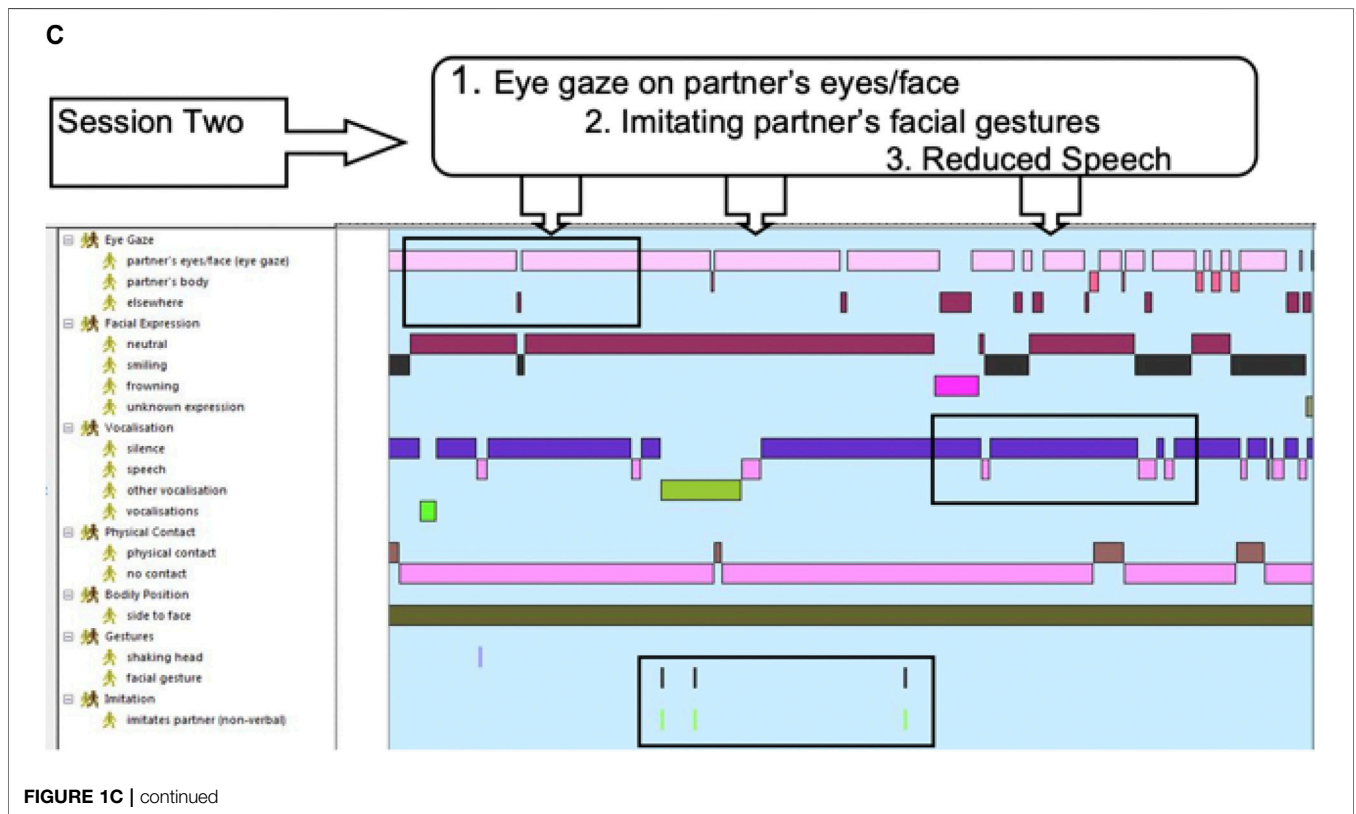 C
Session Two
1. Eye gaze on partner's eyes/face
2. Imitating partner's facial gestures
3. Reduced Speech
Eye Gaze
partner's eyes/face (eye gaze)
partner's body
elsewhere
Facial Expression
neutral
smiling
frowning
unknown expression
Vocalisation
silence
speech
other vocalisation
vocalisations
Physical Contact
physical contact
no contact
Bodily Position
side to face
Gestures
shaking head
facial gesture
Imitation
imitates partner (non-verbal)
FIGURE 1C | continued